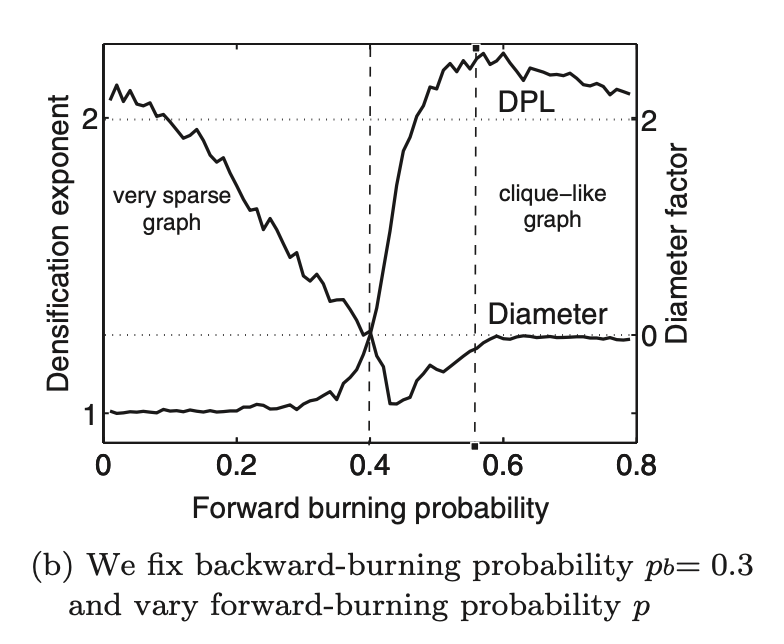 2
DPL
2
very sparse
graph
clique–like
graph
Densification exponent
Diameter factor
Diameter
0
1
0
0.2
0.4
0.6
0.8
Forward burning probability
(b) We fix backward-burning probability pb= 0.3
and vary forward-burning probability p